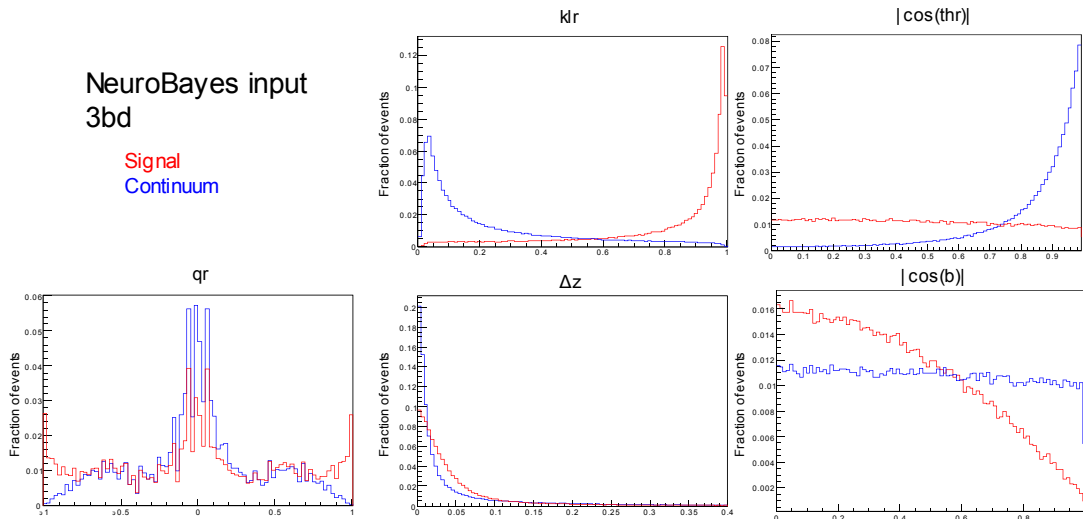 NeuroBayes input
3bd
Signal
Continuum
klr
Fraction of events
0.12
0.1
0.08
0.06
0.04
0.02
0
0 0.2 0.4 0.6 0.8 1
|cos(thr)|
Fraction of events
0.08
0.07
0.06
0.05
0.04
0.03
0.02
0.01
0
0 0.1 0.2 0.3 0.4 0.5 0.6 0.7 0.8 0.9
qr
Fraction of events
0.06
0.05
0.04
0.03
0.02
0.01
0
0 1
Δz
Fraction of events
0.2
0.18
0.16
0.14
0.12
0.1
0.08
0.06
0.04
0.02
0 0.05 0.1 0.15 0.2 0.25 0.3 0.35 0.4
|cos(b)|
Fraction of events
0.016
0.014
0.012
0.01
0.008
0.006
0.004
0.002
0 0.2 0.4 0.6 0.8